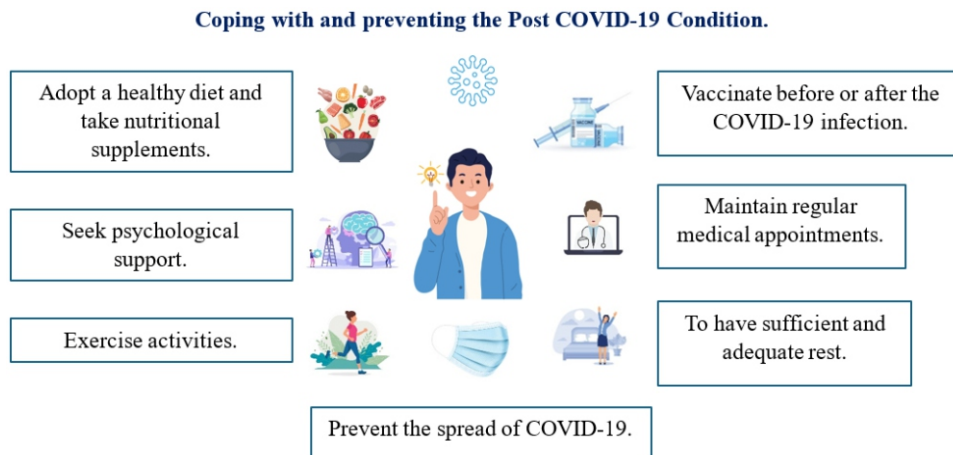 Coping with and preventing the Post COVID-19 Condition.
Adopt a healthy diet and
take nutritional
supplements.
Vaccinate before or after the
COVID-19 infection.
Seek psychological
support.
Maintain regular
medical appointments.
Exercise activities.
To have sufficient and
adequate rest.
Prevent the spread of COVID-19.